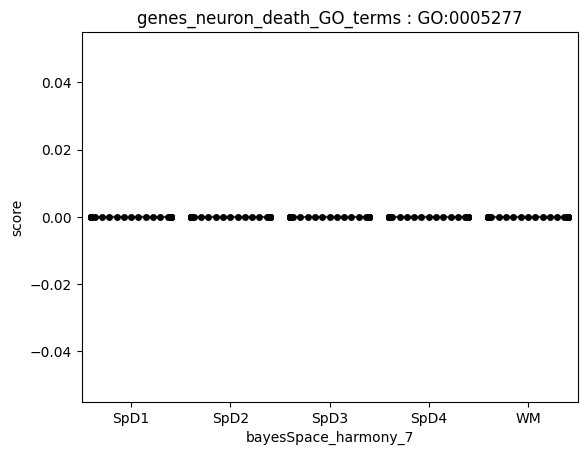 genes_neuron_death_GO_terms : GO:0005277
0.04
0.02
0.00
−0.02
−0.04
score
SpD1 SpD2 SpD3 SpD4 WM
bayesSpace_harmony_7